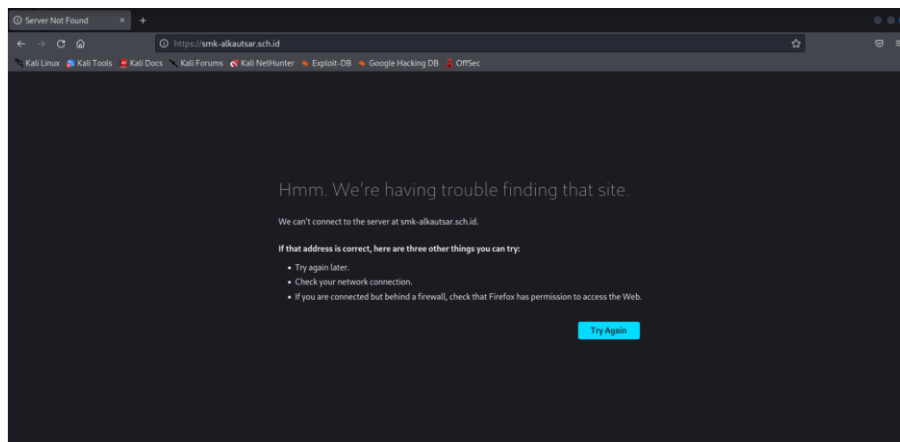 Server Not Found
https://smk-alkautsar.sch.id
Kali Linux Kali Tools Kali Docs Kali Forums Kali NetHunter Exploit-DB Google Hacking DB OffSec
Hmm. We're having trouble finding that site.
We can't connect to the server at smk-alkautsar.sch.id.
If that address is correct, here are three other things you can try:
• Try again later.
• Check your network connection.
• If you are connected but behind a firewall, check that Firefox has permission to access the Web.
Try Again